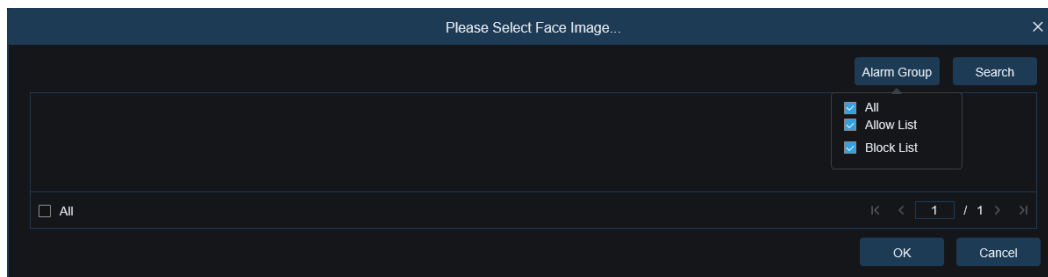 Please Select Face Image...
Alarm Group Search
All
Allow List
Block List
All 1 / 1
OK Cancel